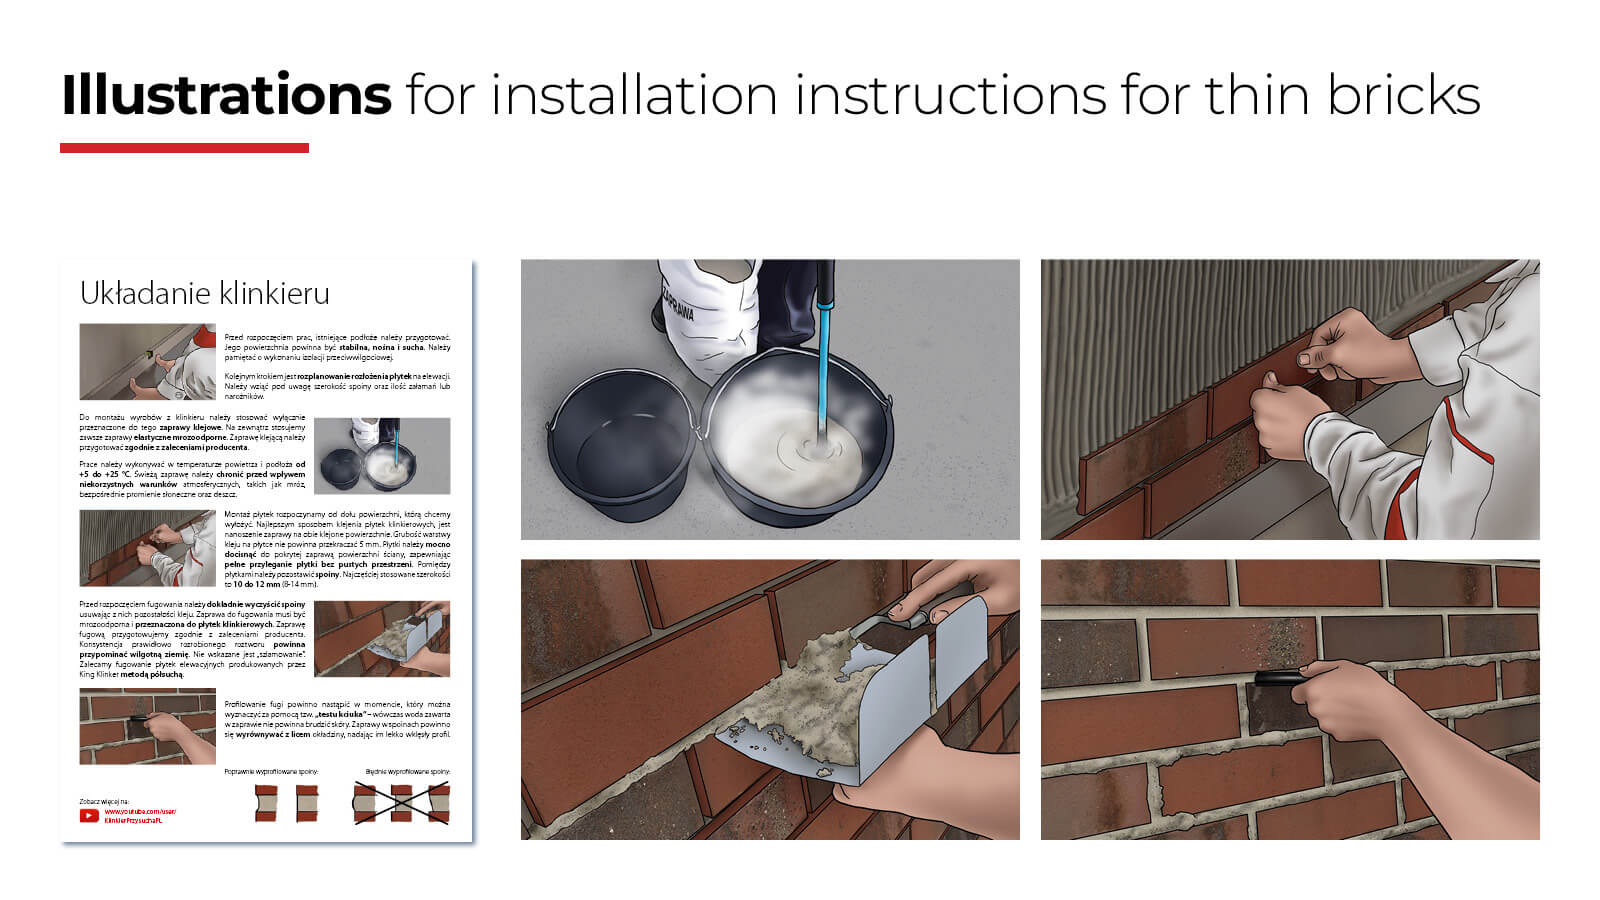 Illustrations for installation instructions for thin bricks
Układanie klinkieru
Przed rozpoczęciem prac, istniejące podłoże należy przygotować.
Jego powierzchnia powinna być stabilna, nośna i sucha. Należy
pamiętać o wykonaniu izolacji przeciwwilgociowej.
Kolejnym krokiem jest rozplanowanie rozłożenia płytek na elewacji.
Należy wziąć pod uwagę szerokość spoiny oraz ilość załamań lub
narożników.
Do montażu wyrobów z klinkieru należy stosować wyłącznie
przeznaczone do tego zaprawy klejowe. Na zewnątrz stosujemy
zawsze zaprawy elastyczne mrozoodporne. Zaprawę klejącą należy
przygotować zgodnie z zaleceniami producenta.
Prace należy wykonywać w temperaturze powietrza i podłoża od
+5 do +25 °C. Świeżą zaprawę należy chronić przed wpływem
niekorzystnych warunków atmosferycznych, takich jak mróz,
bezpośrednie promienie słoneczne oraz deszcz.
Montaż płytek rozpoczynamy od dołu powierzchni, którą chcemy
wyłożyć. Najlepszym sposobem klejenia płytek klinkierowych, jest
nanoszenie zaprawy na obie klejone powierzchnie. Grubość warstwy
kleju na płytce nie powinna przekraczać 5 mm. Płytki należy mocno
docisnąć do pokrytej zaprawą powierzchni ściany, zapewniając
pełne przyleganie płytki bez pustych przestrzeni. Pomiędzy
płytkami należy pozostawić spoiny. Najczęściej stosowane szerokości
to 10 do 12 mm (8-14 mm).
Przed rozpoczęciem fugowania należy dokładnie wyczyścić spoiny
usuwając z nich pozostałości kleju. Zaprawa do fugowania musi być
mrozoodporna i przeznaczona do płytek klinkierowych. Zaprawę
fugową przygotowujemy zgodnie z zaleceniami producenta.
Konsystencja prawidłowo rozrobionego roztworu powinna
przypominać wilgotną ziemię. Nie wskazane jest „szlamowanie".
Zalecamy fugowanie płytek elewacyjnych produkowanych przez
King Klinker metodą półsuchą.
Profilowanie fugi powinno nastąpić w momencie, który można
wyznaczyć za pomocą tzw. „testu kciuka" – wówczas woda zawarta
w zaprawie nie powinna brudzić skóry. Zaprawy w spoinach powinno
się wyrównywać z licem okładziny, nadając im lekko wklęsły profil.
Poprawnie wyprofilowane spoiny:
Błędnie wyprofilowane spoiny:
Zobacz więcej na:
www.youtube.com/user/
KlinkierPrzysuchaPL
ZAPRAWA